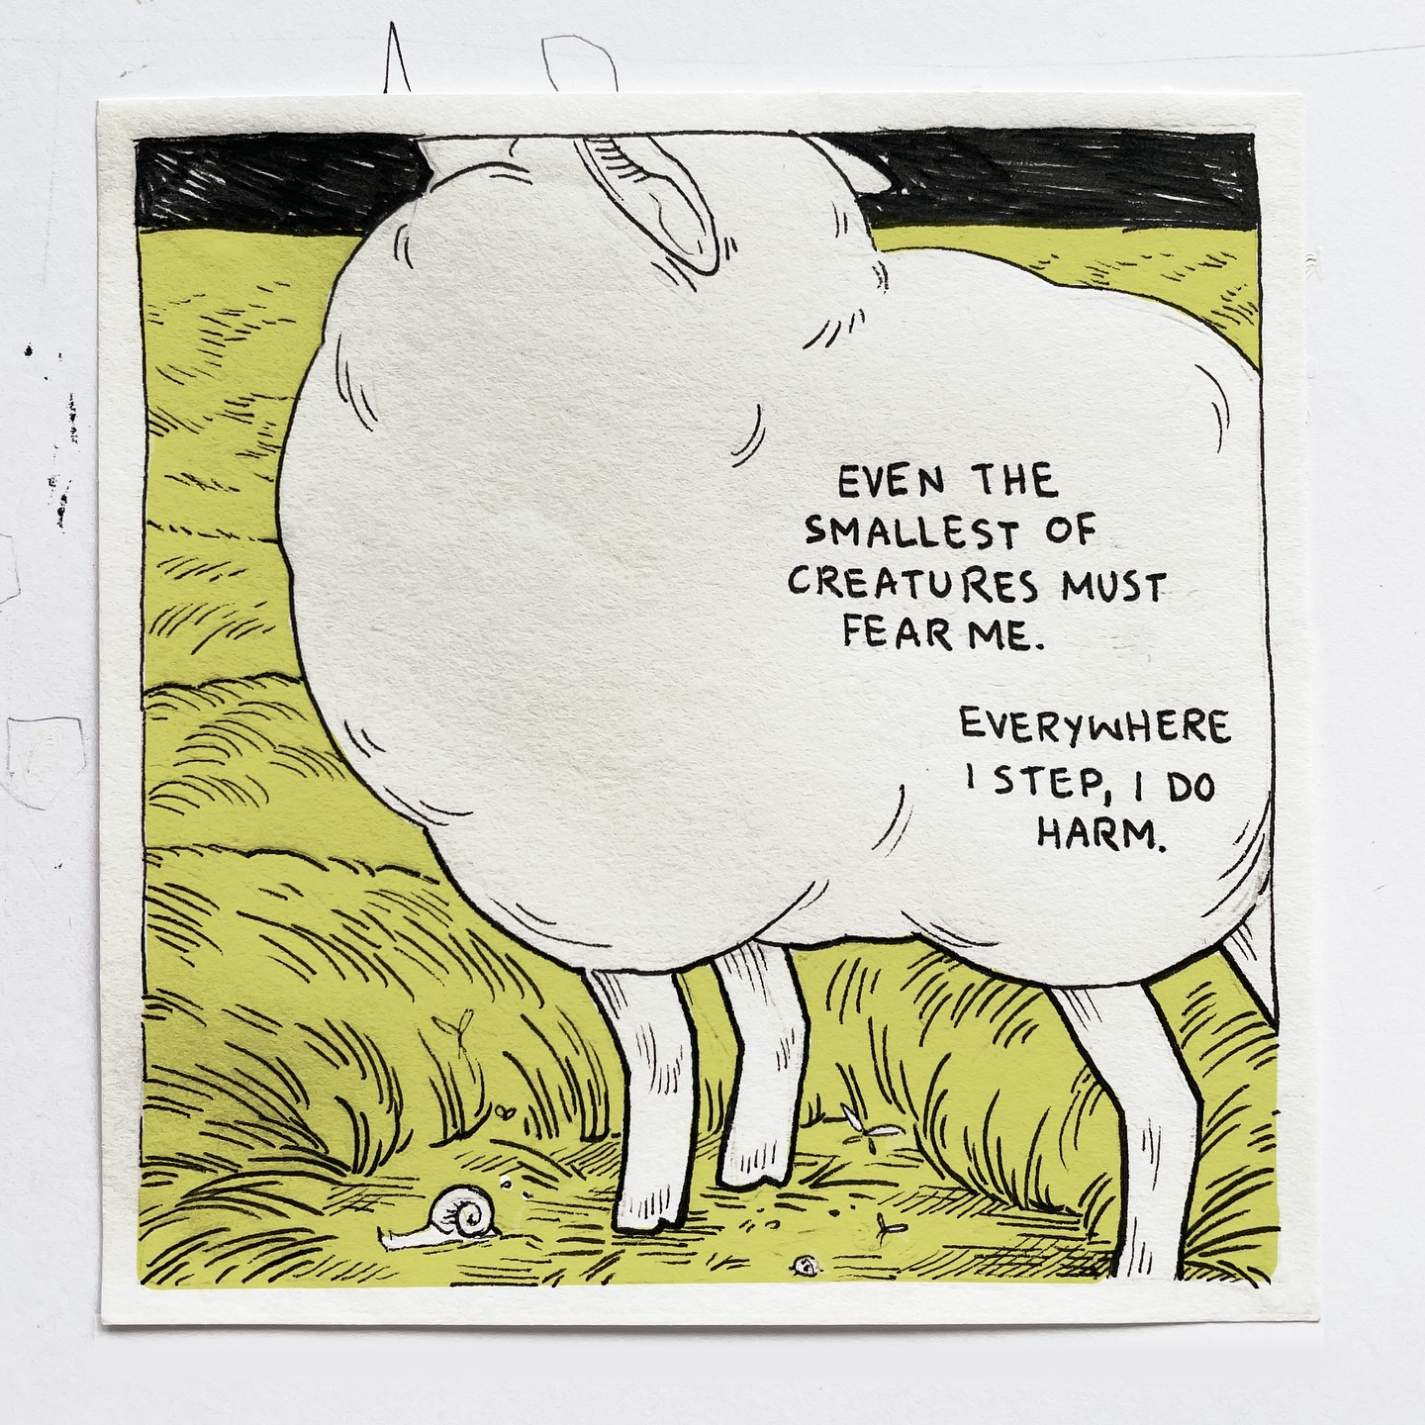 EVEN THE
SMALLEST OF
CREATURES MUST
FEAR ME.
EVERYWHERE
I STEP, I DO
HARM.